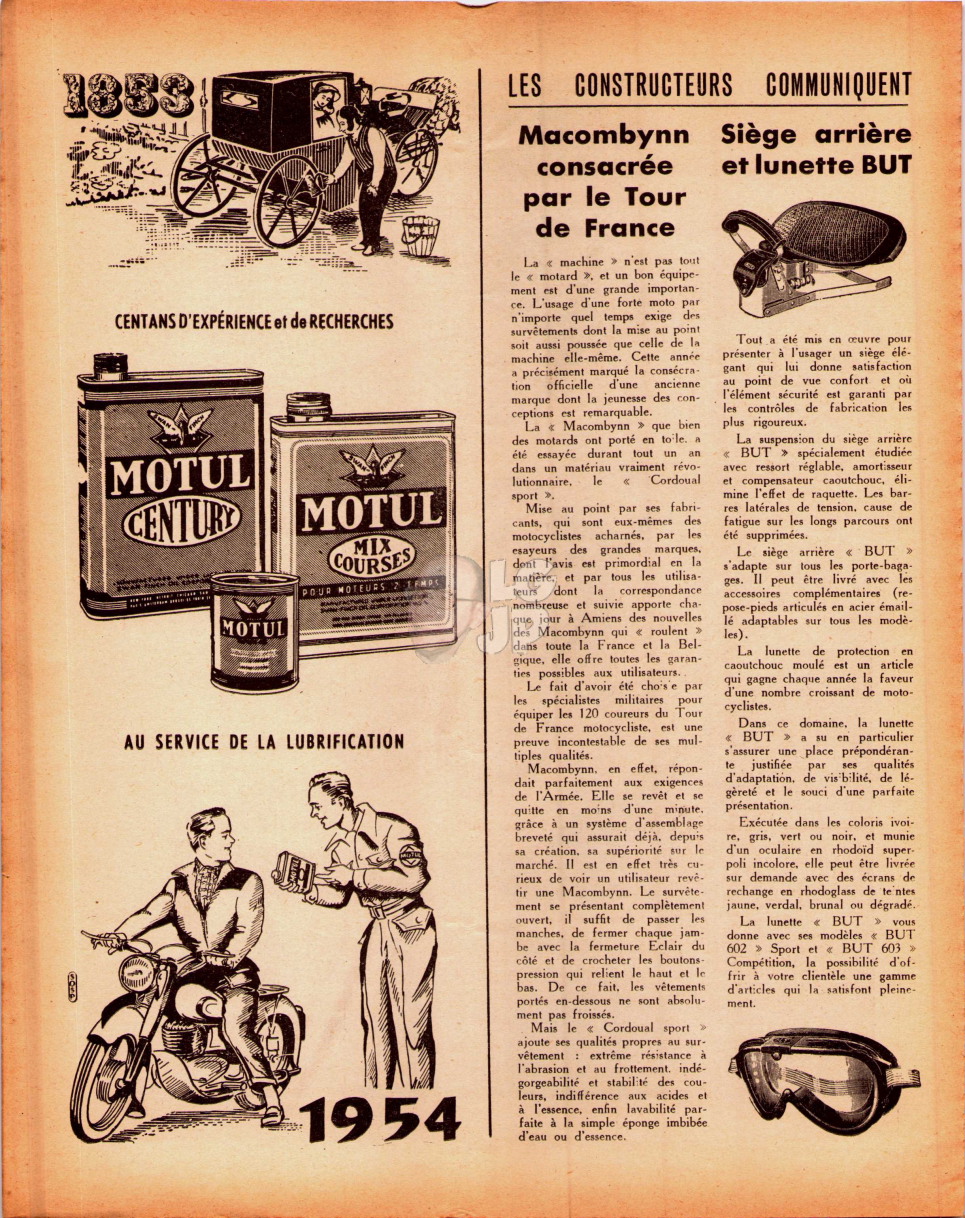 1853
CENT ANS D'EXPÉRIENCE et de RECHERCHES
SWAN FINCH
MOTUL
CENTURY
SWAN FINCH
MOTUL
MIX
COURSES
POUR MOTEURS 2 TEMPS
MOTUL
AU SERVICE DE LA LUBRIFICATION
MOTUL
1954
LES CONSTRUCTEURS COMMUNIQUENT
Macombynn
consacrée
par le Tour
de France
La « machine » n'est pas tout
le « motard », et un bon équipe-
ment est d'une grande importan-
ce. L'usage d'une forte moto par
n'importe quel temps exige des
survêtements dont la mise au point
soit aussi poussée que celle de la
machine elle-même. Cette année
a précisément marqué la consécra-
tion officielle d'une ancienne
marque dont la jeunesse des con-
ceptions est remarquable.
La « Macombynn » que bien
des motards ont porté en toile, a
été essayée durant tout un an
dans un matériau vraiment révo-
lutionnaire, le « Cordoual
sport ».
Mise au point par ses fabri-
cants, qui sont eux-mêmes des
motocyclistes acharnés, par les
esayeurs des grandes marques,
dont l'avis est primordial en la
matière, et par tous les utilisa-
teurs dont la correspondance
nombreuse et suivie apporte cha-
que jour à Amiens des nouvelles
des Macombynn qui « roulent »
dans toute la France et la Bel-
gique, elle offre toutes les garan-
ties possibles aux utilisateurs.
Le fait d'avoir été choisie par
les spécialistes militaires pour
équiper les 120 coureurs du Tour
de France motocycliste, est une
preuve incontestable de ses mul-
tiples qualités.
Macombynn, en effet, répon-
dait parfaitement aux exigences
de l'Armée. Elle se revêt et se
quitte en moins d'une minute,
grâce à un système d'assemblage
breveté qui assurait déjà, depuis
sa création, sa supériorité sur le
marché. Il est en effet très cu-
rieux de voir un utilisateur revê-
tir une Macombynn. Le survête-
ment se présentant complètement
ouvert, il suffit de passer les
manches, de fermer chaque jam-
be avec la fermeture Eclair du
côté et de crocheter les boutons-
pression qui relient le haut et le
bas. De ce fait, les vêtements
portés en-dessous ne sont absolu-
ment pas froissés.
Mais le « Cordoual sport »
ajoute ses qualités propres au sur-
vêtement : extrême résistance à
l'abrasion et au frottement, indé-
gorgeabilité et stabilité des cou-
leurs, indifférence aux acides et
à l'essence, enfin lavabilité par-
faite à la simple éponge imbibée
d'eau ou d'essence.
Siège arrière
et lunette BUT
Tout a été mis en œuvre pour
présenter à l'usager un siège élé-
gant qui lui donne satisfaction
au point de vue confort et où
l'élément sécurité est garanti par
les contrôles de fabrication les
plus rigoureux.
La suspension du siège arrière
« BUT » spécialement étudiée
avec ressort réglable, amortisseur
et compensateur caoutchouc, éli-
mine l'effet de raquette. Les bar-
res latérales de tension, cause de
fatigue sur les longs parcours ont
été supprimées.
Le siège arrière « BUT »
s'adapte sur tous les porte-baga-
ges. Il peut être livré avec les
accessoires complémentaires (re-
pose-pieds articulés en acier émail-
lé adaptables sur tous les modè-
les).
La lunette de protection en
caoutchouc moulé est un article
qui gagne chaque année la faveur
d'une nombre croissant de moto-
cyclistes.
Dans ce domaine, la lunette
« BUT » a su en particulier
s'assurer une place prépondéran-
te justifiée par ses qualités
d'adaptation, de visibilité, de lé-
gèreté et le souci d'une parfaite
présentation.
Exécutée dans les coloris ivoi-
re, gris, vert ou noir, et munie
d'un oculaire en rhodoïd super-
poli incolore, elle peut être livrée
sur demande avec des écrans de
rechange en rhodoglass de teintes
jaune, verdal, brunal ou dégradé.
La lunette « BUT » vous
donne avec ses modèles « BUT
602 » Sport et « BUT 603 »
Compétition, la possibilité d'of-
frir à votre clientèle une gamme
d'articles qui la satisfont pleine-
ment.